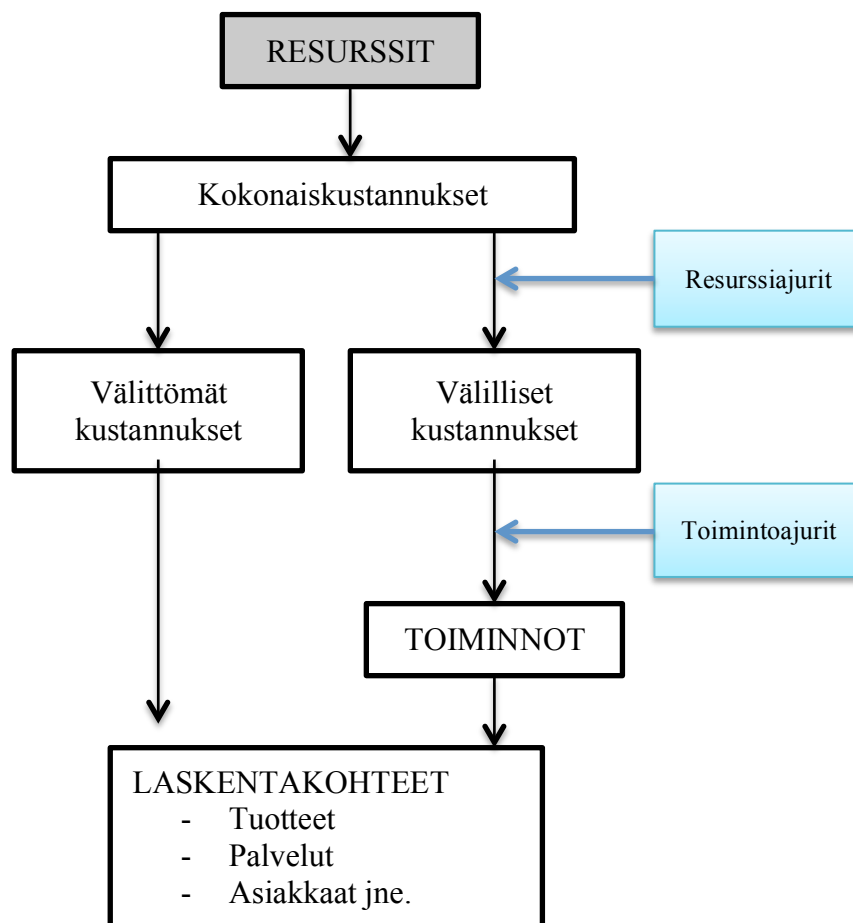 RESURSSIT
Kokonaiskustannukset
Resurssiajurit
Välittömät
kustannukset
Välilliset
kustannukset
Toimintoajurit
TOIMINNOT
LASKENTAKOHTEET
- Tuotteet
- Palvelut
- Asiakkaat jne.